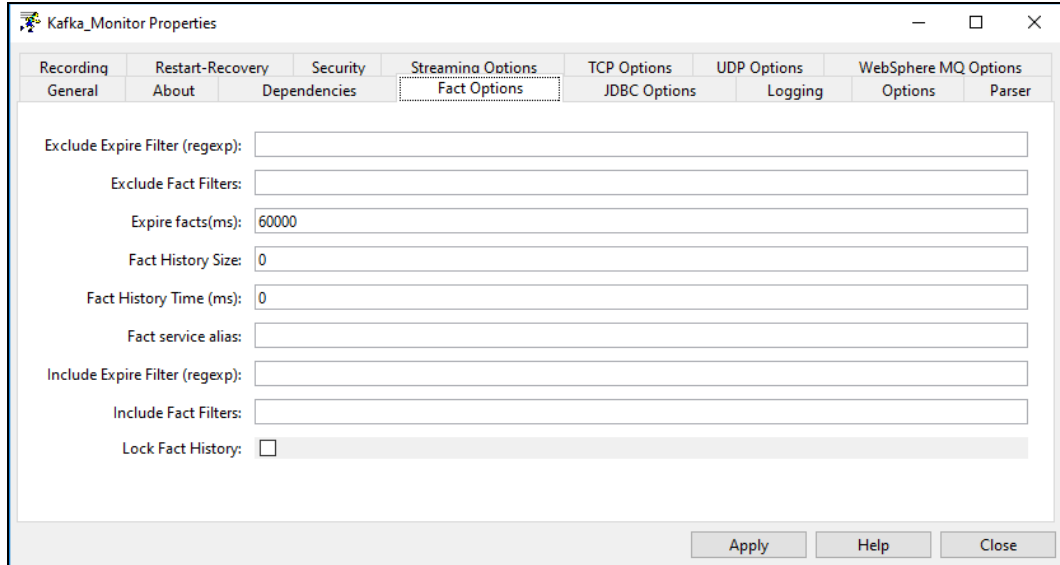 Kafka_Monitor Properties
Recording Restart-Recovery Security Streaming Options TCP Options UDP Options WebSphere MQ Options
General About Dependencies Fact Options JDBC Options Logging Options Parser
Exclude Expire Filter (regexp):
Exclude Fact Filters:
Expire facts(ms): 60000
Fact History Size: 0
Fact History Time (ms): 0
Fact service alias:
Include Expire Filter (regexp):
Include Fact Filters:
Lock Fact History:
Apply Help Close